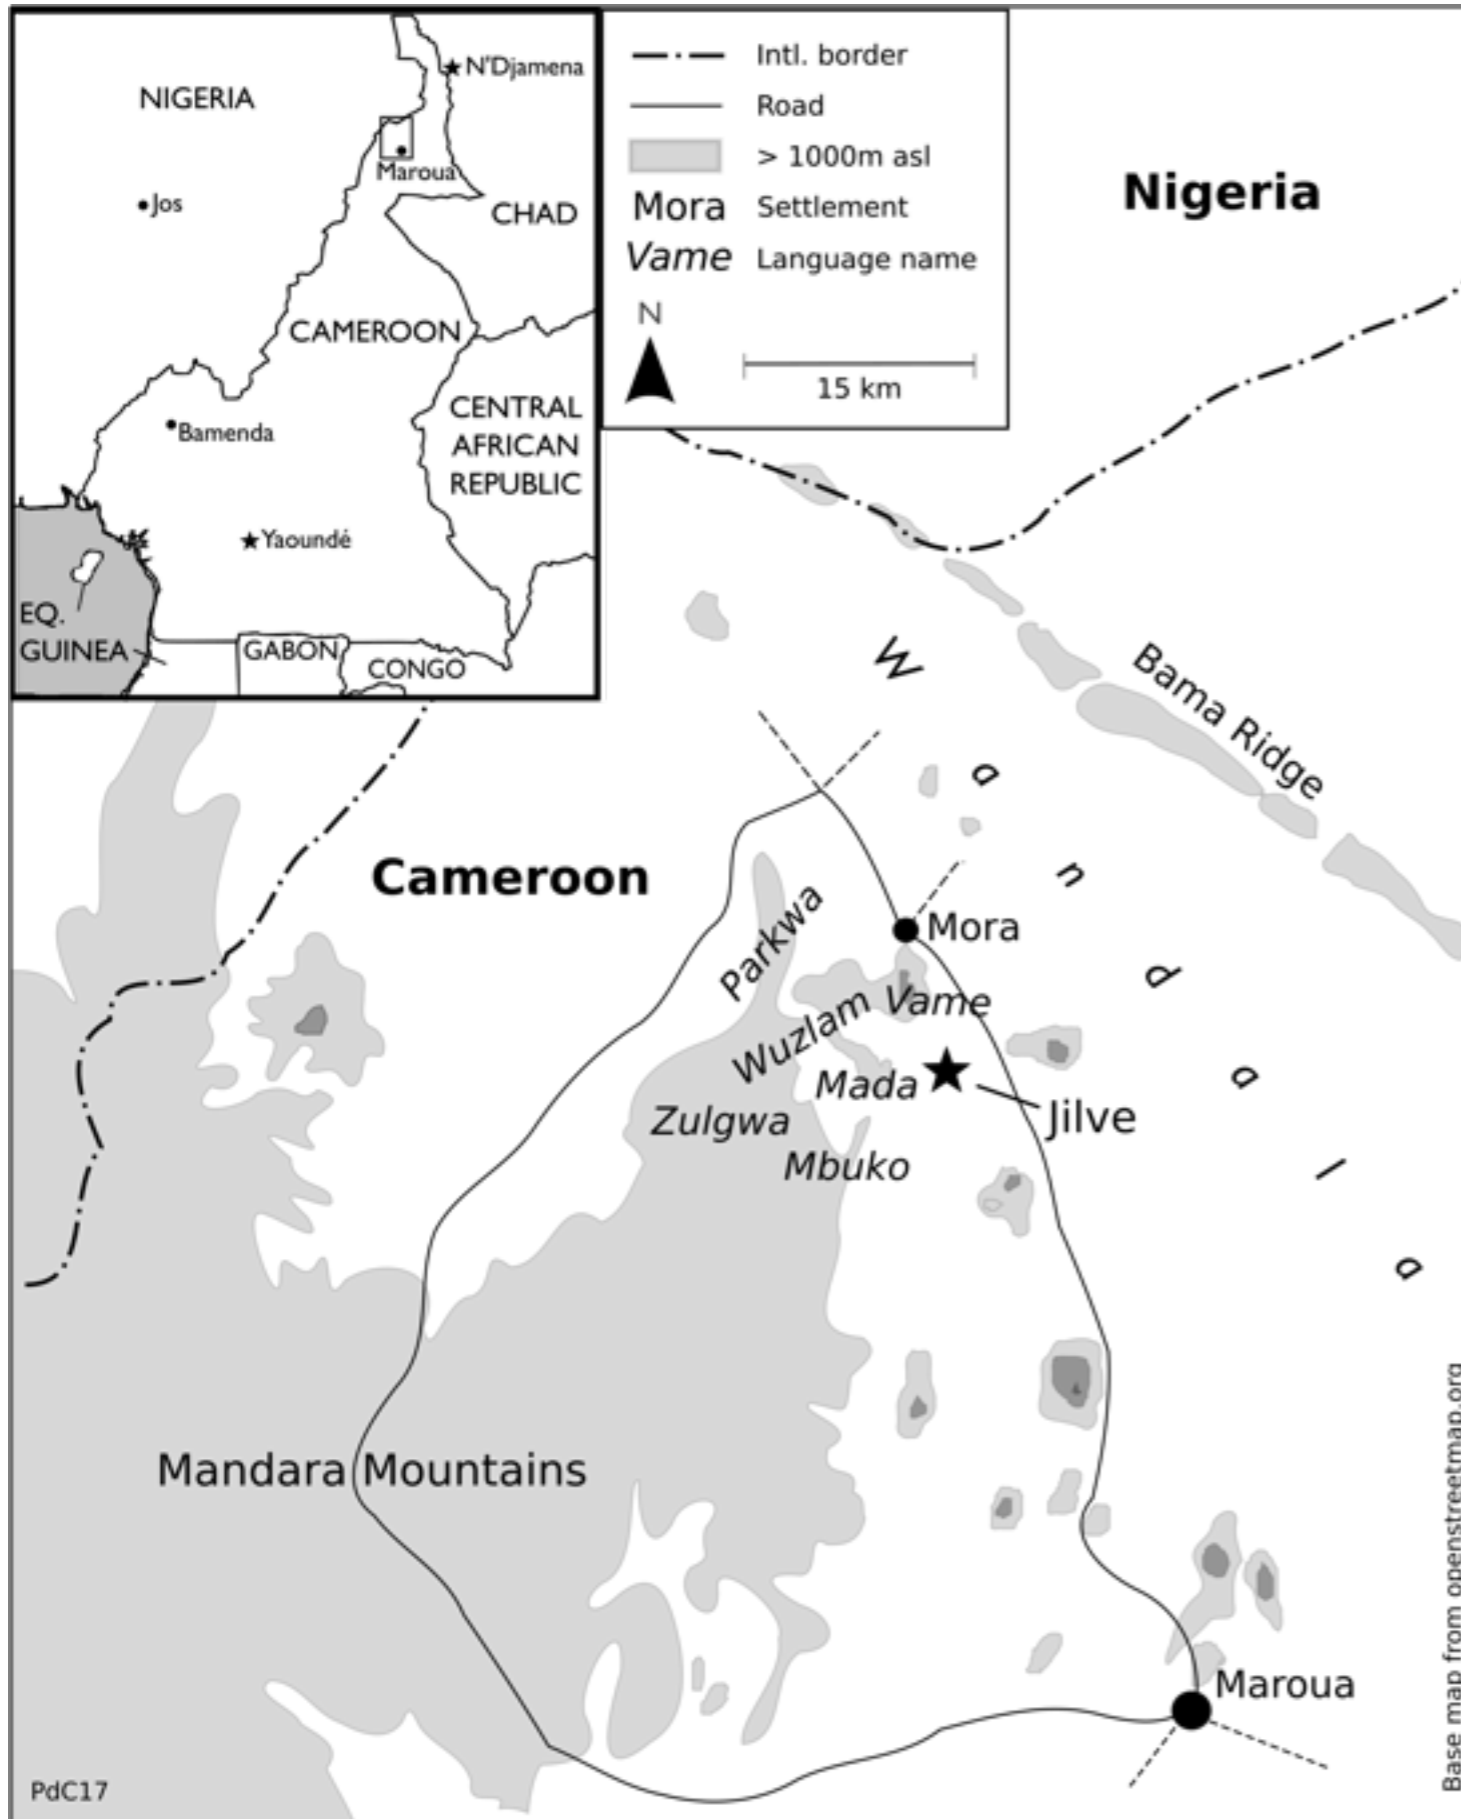 NIGERIA
N'Djamena
Maroua
Jos
CHAD
CAMEROON
CENTRAL
AFRICAN
REPUBLIC
Bamenda
Yaoundé
EQ.
GUINEA
GABON
CONGO
Intl. border
Road
> 1000m asl
Mora Settlement
Vame Language name
N
15 km
Nigeria
Bama Ridge
Wandala
Cameroon
Parkwa
Mora
Vame
Wuzlam
Mada
Jilve
Zulgwa
Mbuko
Mandara Mountains
Maroua
Base map from openstreetmap.org
PdC17